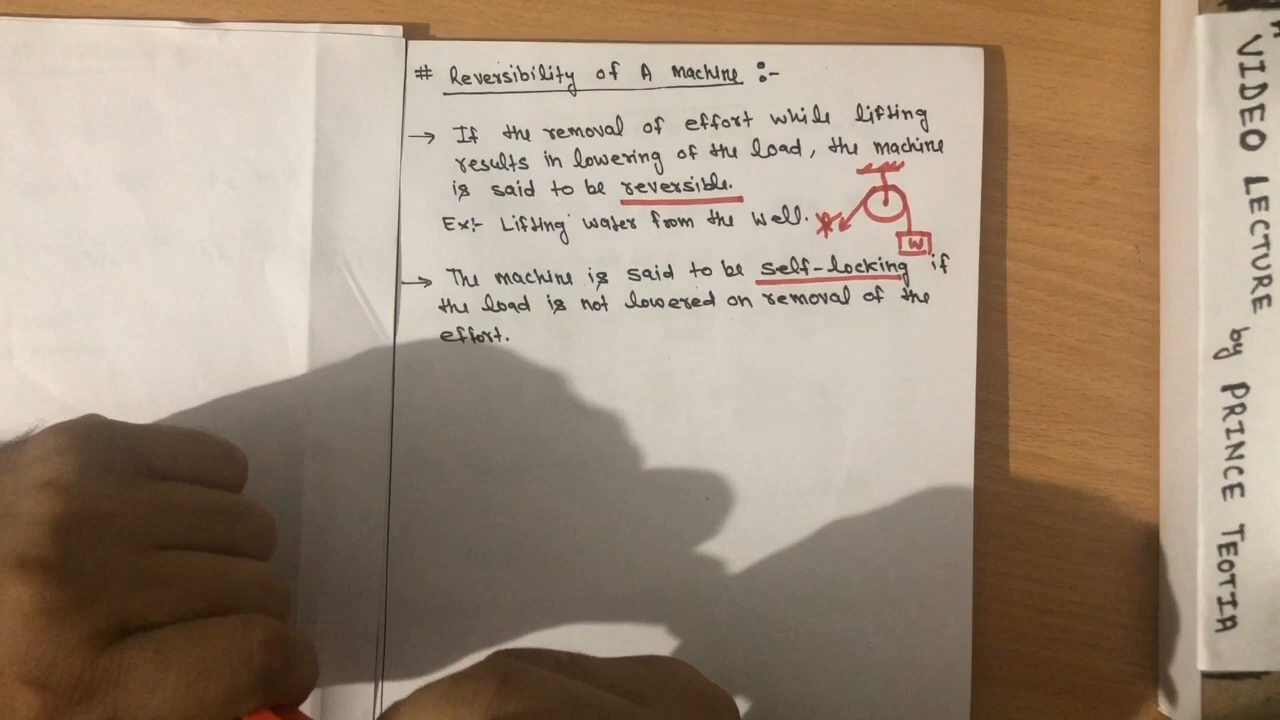 # Reversibility of A Machine :-
→ If the removal of effort while lifting
results in lowering of the load, the machine
is said to be reversible.
Ex:- Lifting water from the well.
W
→ The machine is said to be self-locking if
the load is not lowered on removal of the
effort.
VIDEO LECTURE by PRINCE TEOTIA